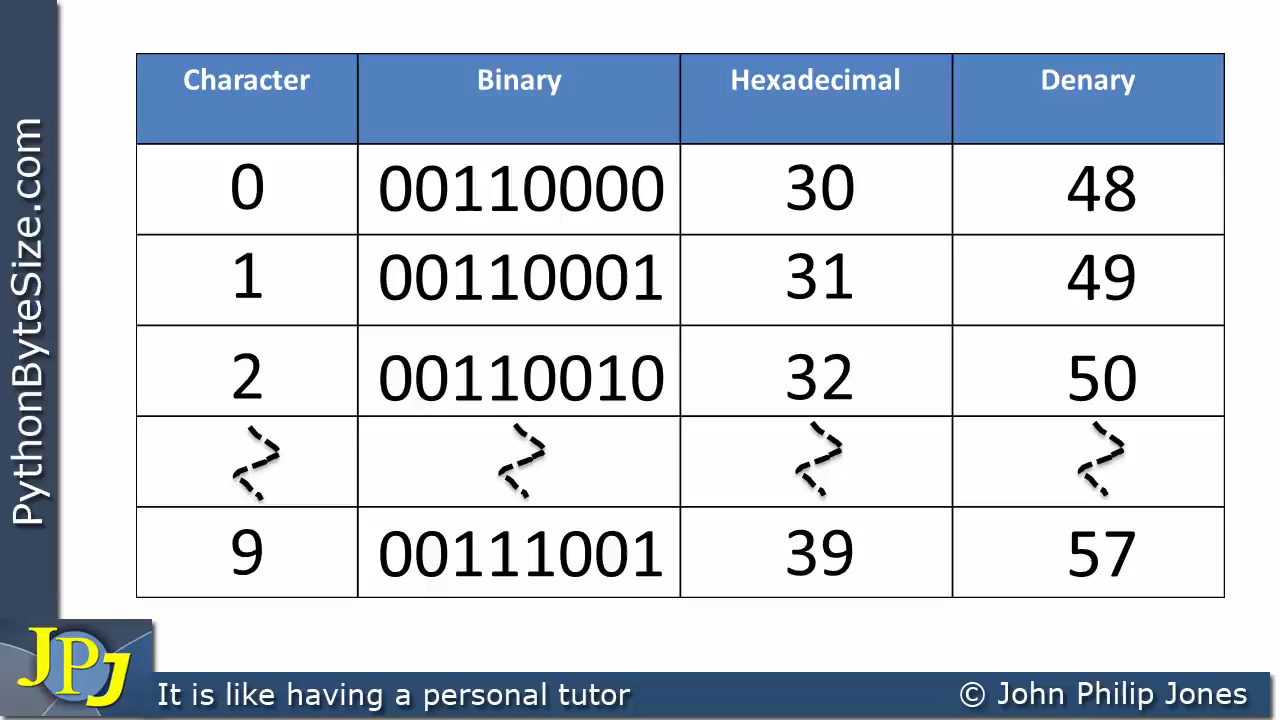 PythonByteSize.com
Character Binary Hexadecimal Denary
0 00110000 30 48
1 00110001 31 49
2 00110010 32 50
9 00111001 39 57
JPJ It is like having a personal tutor © John Philip Jones